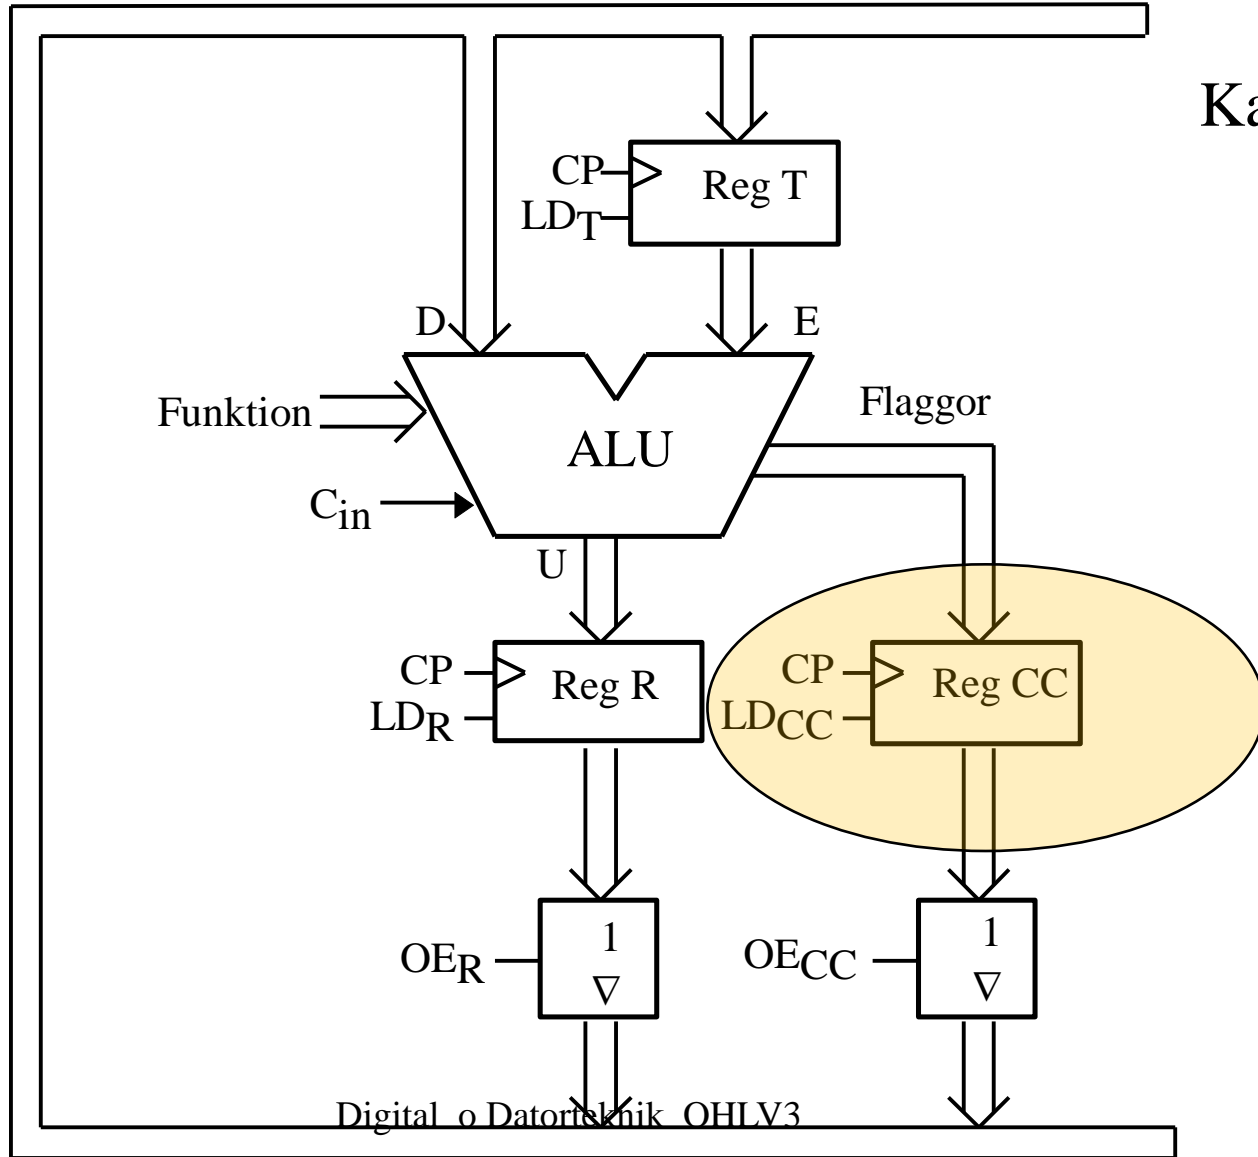 Ka
CP
Reg T
LDT
D
E
Funktion
Flaggor
ALU
Cin
U
CP
Reg R
LDR
CP
Reg CC
LDCC
OER
1
∇
OECC
1
∇
Digital o Datorteknik OHLV3